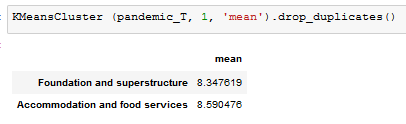 KMeansCluster (pandemic_T, 1, 'mean').drop_duplicates()
mean
Foundation and superstructure 8.347619
Accommodation and food services 8.590476